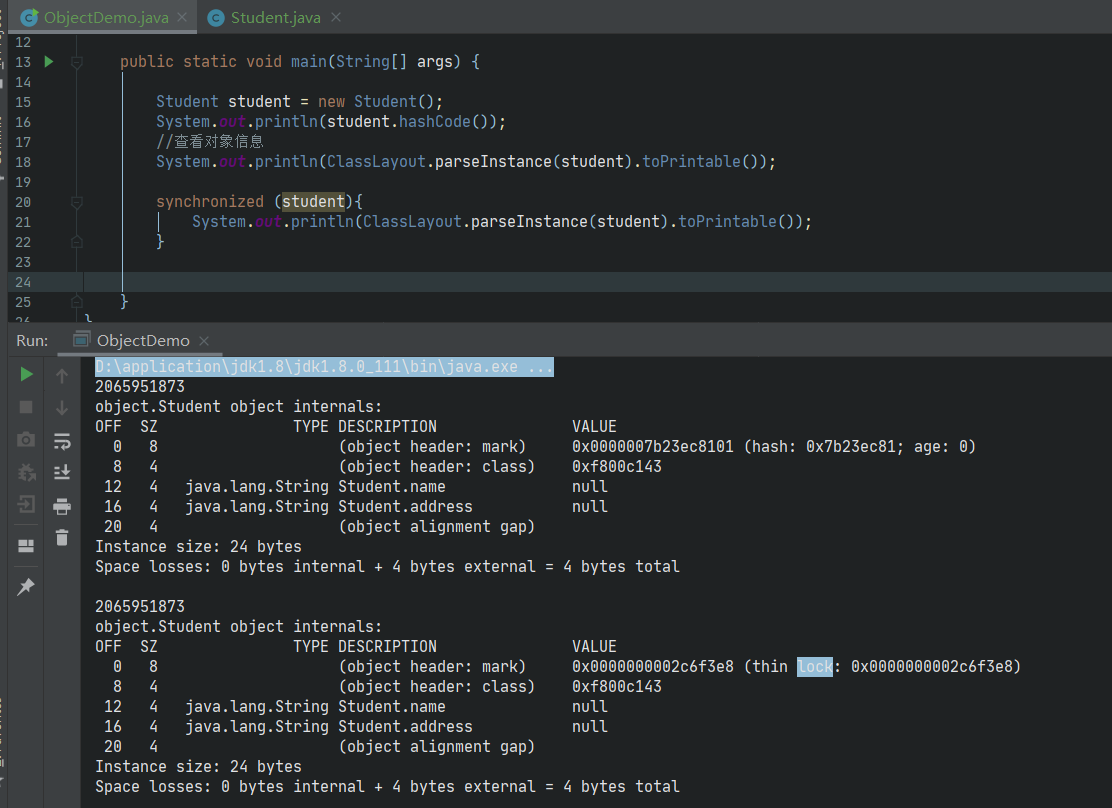 ObjectDemo.java × Student.java ×
12
13 public static void main(String[] args) {
14
15 Student student = new Student();
16 System.out.println(student.hashCode());
17 //查看对象信息
18 System.out.println(ClassLayout.parseInstance(student).toPrintable());
19
20 synchronized (student){
21 System.out.println(ClassLayout.parseInstance(student).toPrintable());
22 }
23
24
25 }
}
Run: ObjectDemo ×
D:\application\jdk1.8\jdk1.8.0_111\bin\java.exe ...
2065951873
object.Student object internals:
OFF SZ TYPE DESCRIPTION VALUE
0 8 (object header: mark) 0x0000007b23ec8101 (hash: 0x7b23ec81; age: 0)
8 4 (object header: class) 0xf800c143
12 4 java.lang.String Student.name null
16 4 java.lang.String Student.address null
20 4 (object alignment gap)
Instance size: 24 bytes
Space losses: 0 bytes internal + 4 bytes external = 4 bytes total
2065951873
object.Student object internals:
OFF SZ TYPE DESCRIPTION VALUE
0 8 (object header: mark) 0x0000000002c6f3e8 (thin lock: 0x0000000002c6f3e8)
8 4 (object header: class) 0xf800c143
12 4 java.lang.String Student.name null
16 4 java.lang.String Student.address null
20 4 (object alignment gap)
Instance size: 24 bytes
Space losses: 0 bytes internal + 4 bytes external = 4 bytes total